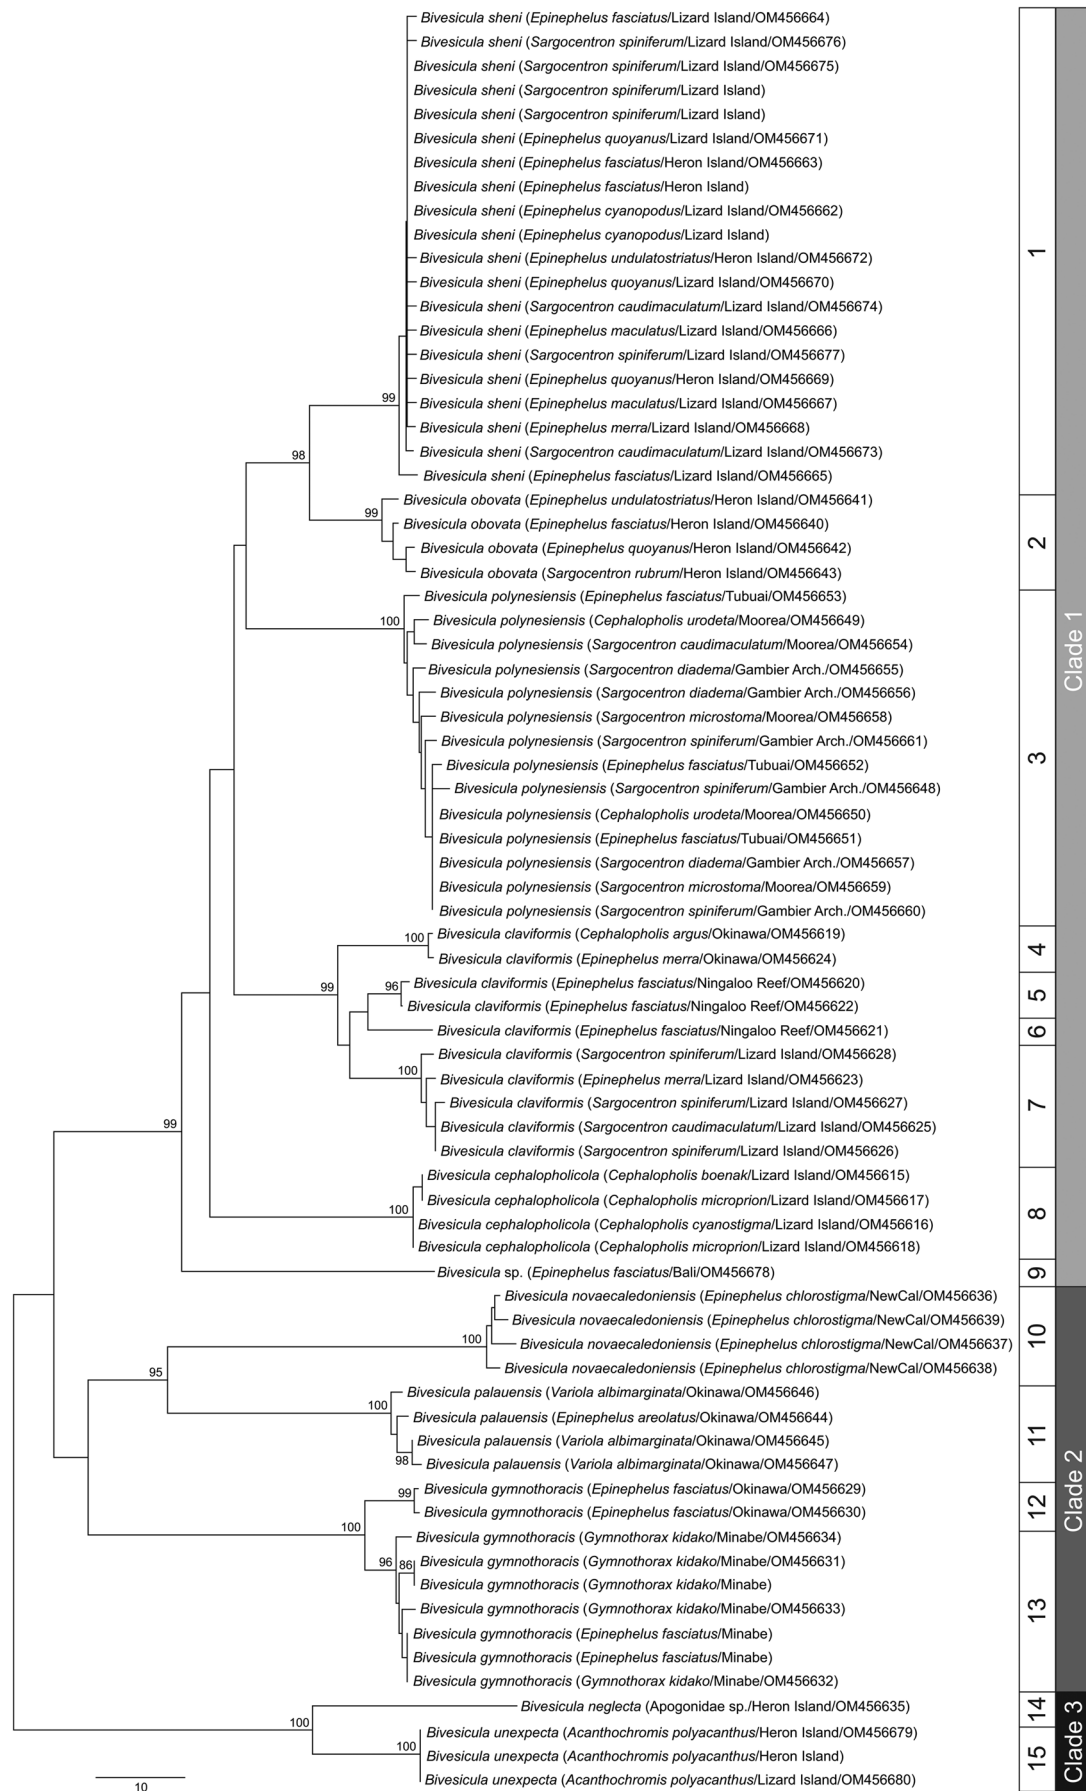 Bivesicula sheni (Epinephelus fasciatus/Lizard Island/OM456664)
Bivesicula sheni (Sargocentron spiniferum/Lizard Island/OM456676)
Bivesicula sheni (Sargocentron spiniferum/Lizard Island/OM456675)
Bivesicula sheni (Sargocentron spiniferum/Lizard Island)
Bivesicula sheni (Sargocentron spiniferum/Lizard Island)
Bivesicula sheni (Epinephelus quoyanus/Lizard Island/OM456671)
Bivesicula sheni (Epinephelus fasciatus/Heron Island/OM456663)
Bivesicula sheni (Epinephelus fasciatus/Heron Island)
Bivesicula sheni (Epinephelus cyanopodus/Lizard Island/OM456662)
Bivesicula sheni (Epinephelus cyanopodus/Lizard Island)
Bivesicula sheni (Epinephelus undulatostriatus/Heron Island/OM456672)
Bivesicula sheni (Epinephelus quoyanus/Lizard Island/OM456670)
Bivesicula sheni (Sargocentron caudimaculatum/Lizard Island/OM456674)
Bivesicula sheni (Epinephelus maculatus/Lizard Island/OM456666)
Bivesicula sheni (Sargocentron spiniferum/Lizard Island/OM456677)
Bivesicula sheni (Epinephelus quoyanus/Heron Island/OM456669)
Bivesicula sheni (Epinephelus maculatus/Lizard Island/OM456667)
Bivesicula sheni (Epinephelus merra/Lizard Island/OM456668)
Bivesicula sheni (Sargocentron caudimaculatum/Lizard Island/OM456673)
Bivesicula sheni (Epinephelus fasciatus/Lizard Island/OM456665)
1
99
98
Bivesicula obovata (Epinephelus undulatostriatus/Heron Island/OM456641)
Bivesicula obovata (Epinephelus fasciatus/Heron Island/OM456640)
Bivesicula obovata (Epinephelus quoyanus/Heron Island/OM456642)
Bivesicula obovata (Sargocentron rubrum/Heron Island/OM456643)
99
2
Bivesicula polynesiensis (Epinephelus fasciatus/Tubuai/OM456653)
Bivesicula polynesiensis (Cephalopholis urodeta/Moorea/OM456649)
Bivesicula polynesiensis (Sargocentron caudimaculatum/Moorea/OM456654)
Bivesicula polynesiensis (Sargocentron diadema/Gambier Arch./OM456655)
Bivesicula polynesiensis (Sargocentron diadema/Gambier Arch./OM456656)
Bivesicula polynesiensis (Sargocentron microstoma/Moorea/OM456658)
Bivesicula polynesiensis (Sargocentron spiniferum/Gambier Arch./OM456661)
Bivesicula polynesiensis (Epinephelus fasciatus/Tubuai/OM456652)
Bivesicula polynesiensis (Sargocentron spiniferum/Gambier Arch./OM456648)
Bivesicula polynesiensis (Cephalopholis urodeta/Moorea/OM456650)
Bivesicula polynesiensis (Epinephelus fasciatus/Tubuai/OM456651)
Bivesicula polynesiensis (Sargocentron diadema/Gambier Arch./OM456657)
Bivesicula polynesiensis (Sargocentron microstoma/Moorea/OM456659)
Bivesicula polynesiensis (Sargocentron spiniferum/Gambier Arch./OM456660)
100
3
Clade 1
Bivesicula claviformis (Cephalopholis argus/Okinawa/OM456619)
Bivesicula claviformis (Epinephelus merra/Okinawa/OM456624)
100
4
Bivesicula claviformis (Epinephelus fasciatus/Ningaloo Reef/OM456620)
Bivesicula claviformis (Epinephelus fasciatus/Ningaloo Reef/OM456622)
96
99
5
Bivesicula claviformis (Epinephelus fasciatus/Ningaloo Reef/OM456621)
6
Bivesicula claviformis (Sargocentron spiniferum/Lizard Island/OM456628)
Bivesicula claviformis (Epinephelus merra/Lizard Island/OM456623)
Bivesicula claviformis (Sargocentron spiniferum/Lizard Island/OM456627)
Bivesicula claviformis (Sargocentron caudimaculatum/Lizard Island/OM456625)
Bivesicula claviformis (Sargocentron spiniferum/Lizard Island/OM456626)
100
7
99
Bivesicula cephalopholicola (Cephalopholis boenak/Lizard Island/OM456615)
Bivesicula cephalopholicola (Cephalopholis microprion/Lizard Island/OM456617)
Bivesicula cephalopholicola (Cephalopholis cyanostigma/Lizard Island/OM456616)
Bivesicula cephalopholicola (Cephalopholis microprion/Lizard Island/OM456618)
100
8
Bivesicula sp. (Epinephelus fasciatus/Bali/OM456678)
9
Bivesicula novaecaledoniensis (Epinephelus chlorostigma/NewCal/OM456636)
Bivesicula novaecaledoniensis (Epinephelus chlorostigma/NewCal/OM456639)
Bivesicula novaecaledoniensis (Epinephelus chlorostigma/NewCal/OM456637)
Bivesicula novaecaledoniensis (Epinephelus chlorostigma/NewCal/OM456638)
100
95
10
Bivesicula palauensis (Variola albimarginata/Okinawa/OM456646)
Bivesicula palauensis (Epinephelus areolatus/Okinawa/OM456644)
Bivesicula palauensis (Variola albimarginata/Okinawa/OM456645)
Bivesicula palauensis (Variola albimarginata/Okinawa/OM456647)
100
98
11
Clade 2
Bivesicula gymnothoracis (Epinephelus fasciatus/Okinawa/OM456629)
Bivesicula gymnothoracis (Epinephelus fasciatus/Okinawa/OM456630)
99
100
12
Bivesicula gymnothoracis (Gymnothorax kidako/Minabe/OM456634)
Bivesicula gymnothoracis (Gymnothorax kidako/Minabe/OM456631)
Bivesicula gymnothoracis (Gymnothorax kidako/Minabe)
Bivesicula gymnothoracis (Gymnothorax kidako/Minabe/OM456633)
Bivesicula gymnothoracis (Epinephelus fasciatus/Minabe)
Bivesicula gymnothoracis (Epinephelus fasciatus/Minabe)
Bivesicula gymnothoracis (Gymnothorax kidako/Minabe/OM456632)
96
86
13
Bivesicula neglecta (Apogonidae sp./Heron Island/OM456635)
14
100
Bivesicula unexpecta (Acanthochromis polyacanthus/Heron Island/OM456679)
Bivesicula unexpecta (Acanthochromis polyacanthus/Heron Island)
Bivesicula unexpecta (Acanthochromis polyacanthus/Lizard Island/OM456680)
100
15
Clade 3
10